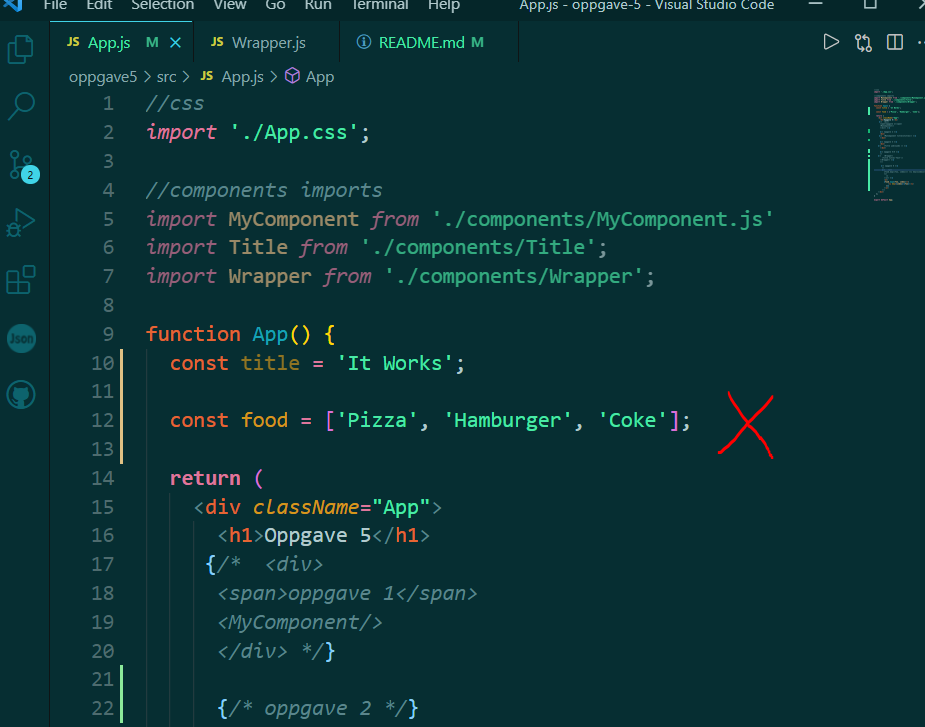 File Edit Selection View Go Run Terminal Help App.js - oppgave-5 - Visual Studio Code
JS App.js M JS Wrapper.js README.md M
oppgave5 > src > JS App.js > App
1 //css
2 import './App.css';
3
4 //components imports
5 import MyComponent from './components/MyComponent.js'
6 import Title from './components/Title';
7 import Wrapper from './components/Wrapper';
8
9 function App() {
10 const title = 'It Works';
11
12 const food = ['Pizza', 'Hamburger', 'Coke'];
13
14 return (
15 <div className="App">
16 <h1>Oppgave 5</h1>
17 {/* <div>
18 <span>oppgave 1</span>
19 <MyComponent/>
20 </div> */}
21
22 {/* oppgave 2 */}
2
Json